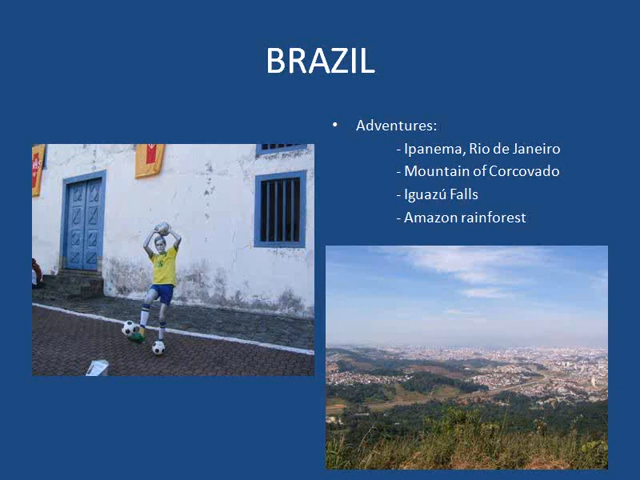 BRAZIL
• Adventures:
- Ipanema, Rio de Janeiro
- Mountain of Corcovado
- Iguazú Falls
- Amazon rainforest